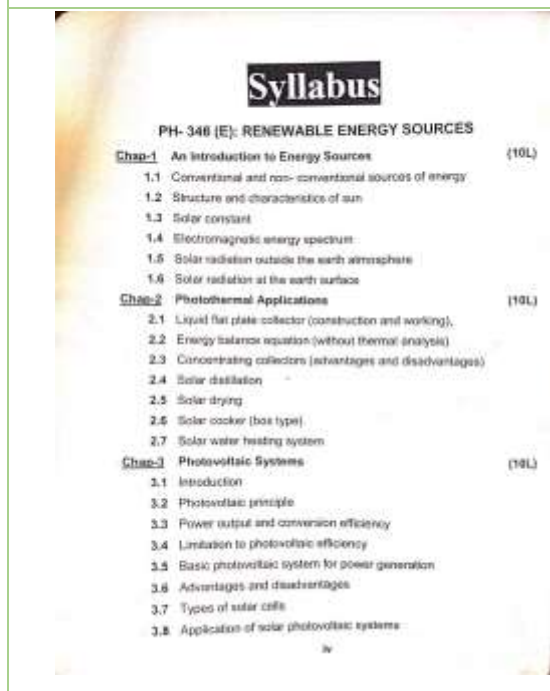 Syllabus
PH- 346 (E): RENEWABLE ENERGY SOURCES
Chap-1 An Introduction to Energy Sources (10L)
1.1 Conventional and non- conventional sources of energy
1.2 Structure and characteristics of sun
1.3 Solar constant
1.4 Electromagnetic energy spectrum
1.5 Solar radiation outside the earth atmosphere
1.6 Solar radiation at the earth surface
Chap-2 Photothermal Applications (10L)
2.1 Liquid flat plate collector (construction and working),
2.2 Energy balance equation (without thermal analysis)
2.3 Concentrating collectors (advantages and disadvantages)
2.4 Solar distillation
2.5 Solar drying
2.6 Solar cooker (box type)
2.7 Solar water heating system
Chap-3 Photovoltaic Systems (10L)
3.1 Introduction
3.2 Photovoltaic principle
3.3 Power output and conversion efficiency
3.4 Limitation to photovoltaic efficiency
3.5 Basic photovoltaic system for power generation
3.6 Advantages and disadvantages
3.7 Types of solar cells
3.8 Application of solar photovoltaic systems
iv